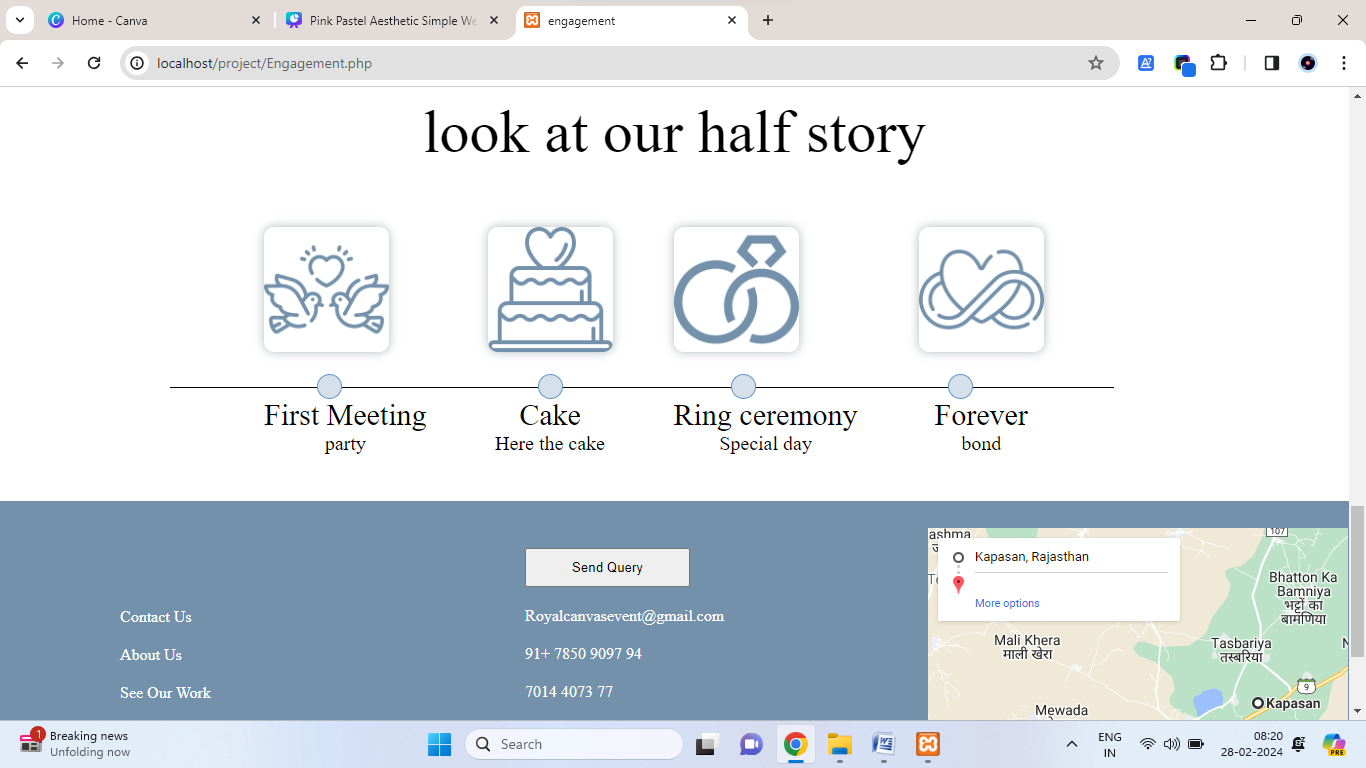 Home - Canva
Pink Pastel Aesthetic Simple We
engagement
localhost/project/Engagement.php
look at our half story
First Meeting
party
Cake
Here the cake
Ring ceremony
Special day
Forever
bond
Contact Us
About Us
See Our Work
Send Query
Royalcanvasevent@gmail.com
91+ 7850 9097 94
7014 4073 77
ashma
107
Kapasan, Rajasthan
More options
Bhatton Ka
Bamniya
भट्टों का
बामणिया
Mali Khera
माली खेरा
Tasbariya
तस्बरिया
9
Kapasan
Mewada
1
Breaking news
Unfolding now
Search
ENG
IN
08:20
28-02-2024
PRE